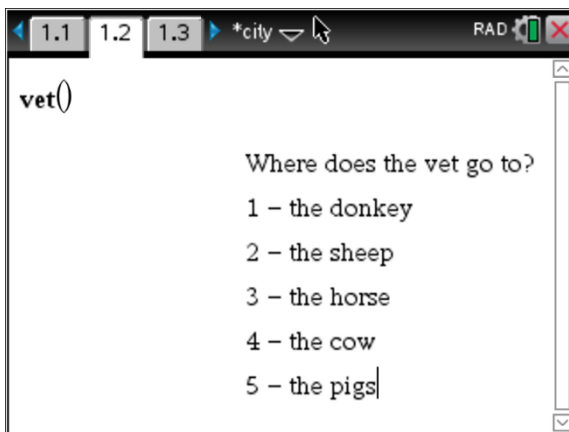 1.1 1.2 1.3 *city RAD
vet()
Where does the vet go to?
1 – the donkey
2 – the sheep
3 – the horse
4 – the cow
5 – the pigs